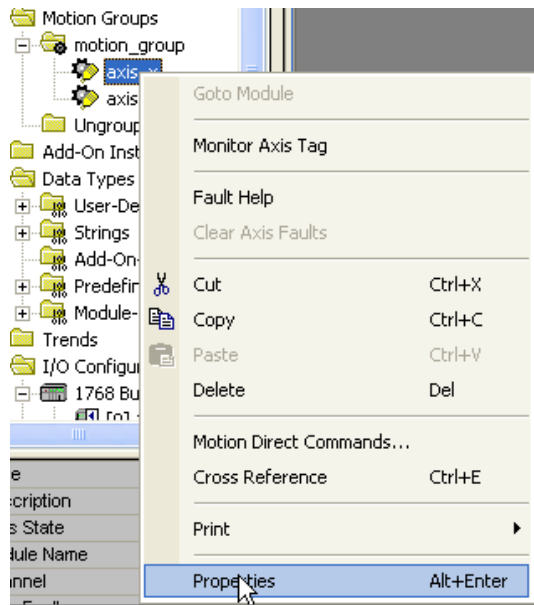 Motion Groups
motion_group
axis_x
axis
Ungroup
Add-On Inst
Data Types
User-De
Strings
Add-On-
Predefin
Module-
Trends
I/O Configur
1768 Bu
Goto Module
Monitor Axis Tag
Fault Help
Clear Axis Faults
Cut Ctrl+X
Copy Ctrl+C
Paste Ctrl+V
Delete Del
Motion Direct Commands...
Cross Reference Ctrl+E
Print
Properties Alt+Enter
e
cription
s State
dule Name
nnel